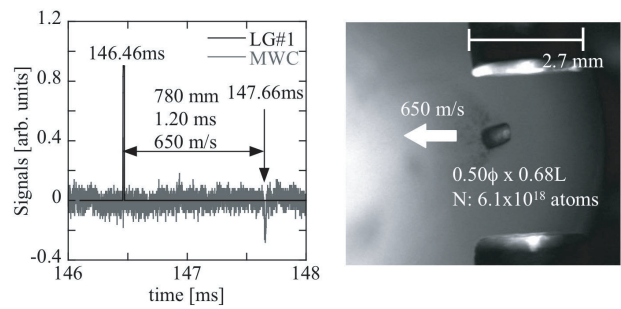 1.2
0.8
0.4
0
-0.4
Signals [arb. units]
146
147
148
time [ms]
LG#1
MWC
146.46ms
780 mm
147.66ms
1.20 ms
650 m/s
2.7 mm
650 m/s
0.50ϕ x 0.68L
N: 6.1x10¹⁸ atoms